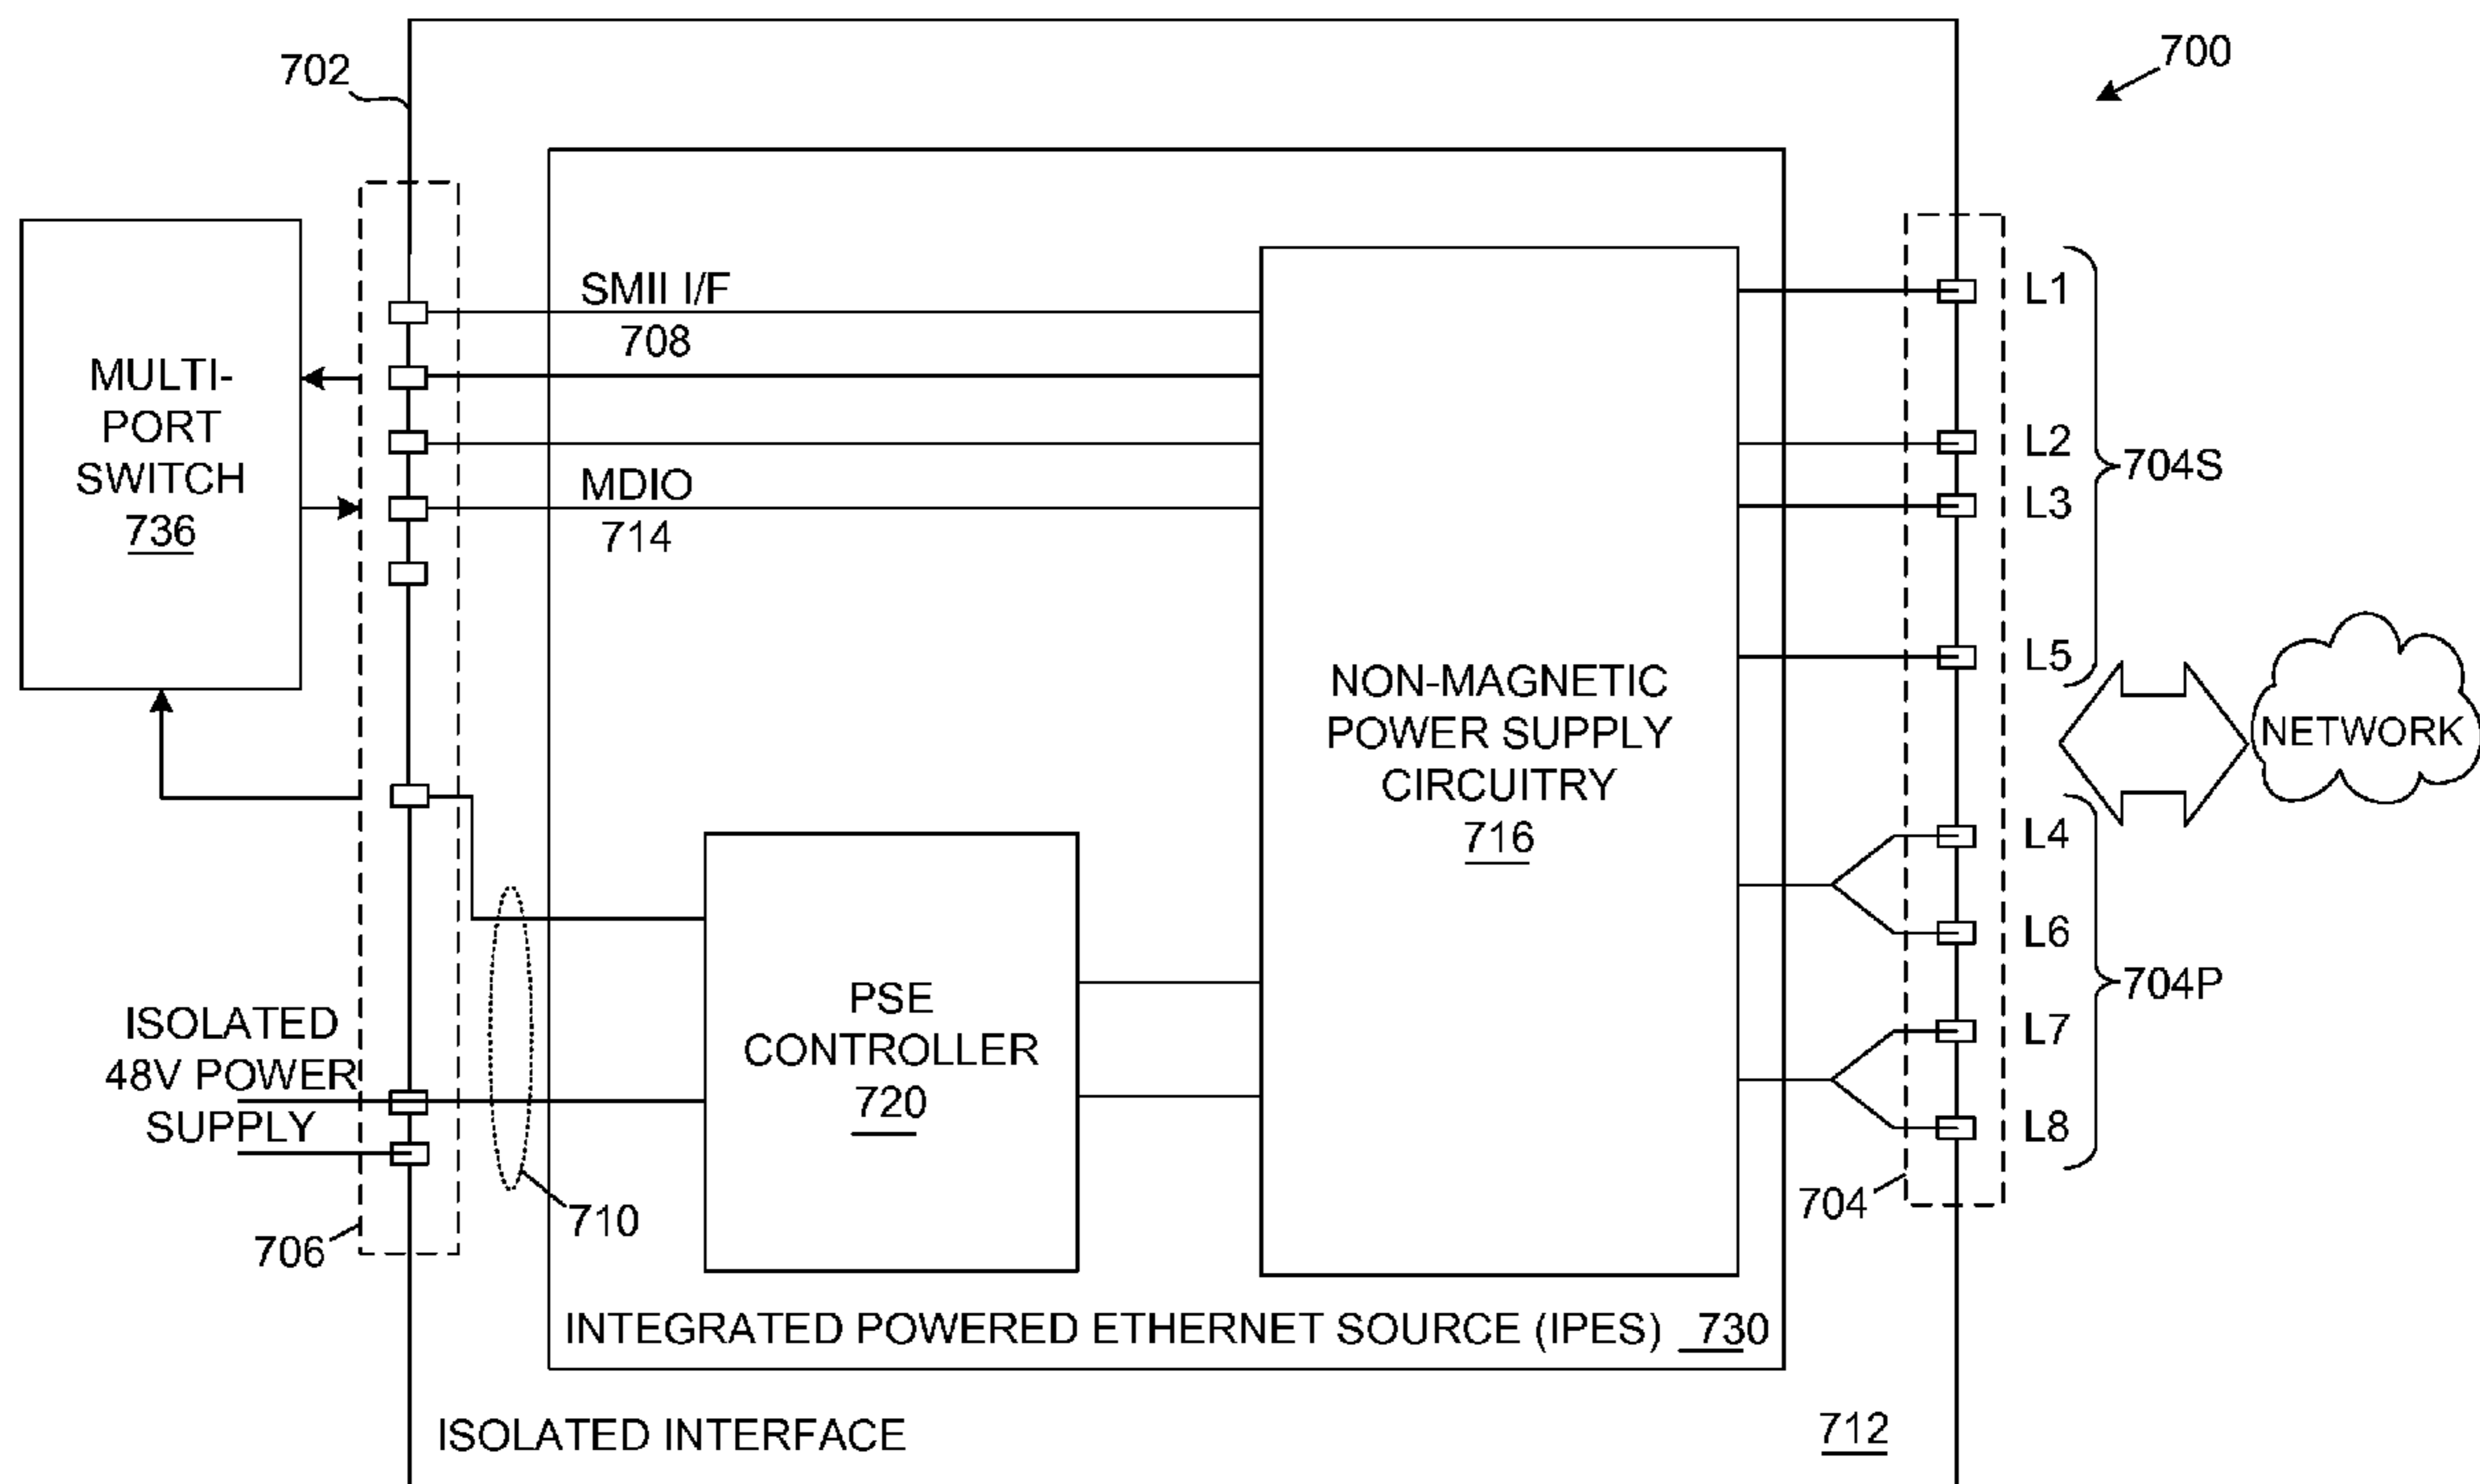 700
702
SMII I/F
708
L1
MULTI-
PORT
SWITCH
736
L2
704S
MDIO
714
L3
L5
NON-MAGNETIC
POWER SUPPLY
CIRCUITRY
716
NETWORK
L4
L6
704P
PSE
CONTROLLER
720
ISOLATED
48V POWER
SUPPLY
L7
L8
704
710
706
INTEGRATED POWERED ETHERNET SOURCE (IPES) 730
ISOLATED INTERFACE
712